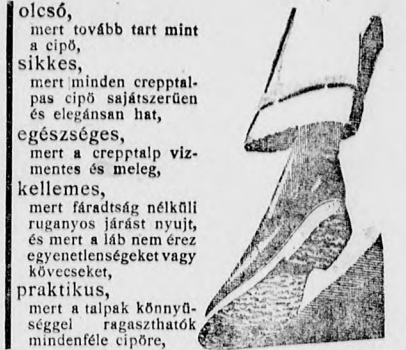 olcsó,
mert tovább tart mint
a cipő,
sikkes,
mert minden crepptal-
pas cipő sajátszerűen
és elegánsan hat,
egészséges,
mert a crepptalp viz-
mentes és meleg,
kellemes,
mert fáradtság nélküli
ruganyos járást nyujt,
és mert a láb nem érez
egyenetlenségeket vagy
kövecseket,
praktikus,
mert a talpak könnyü-
séggel ragaszthatók
mindenféle cipőre,